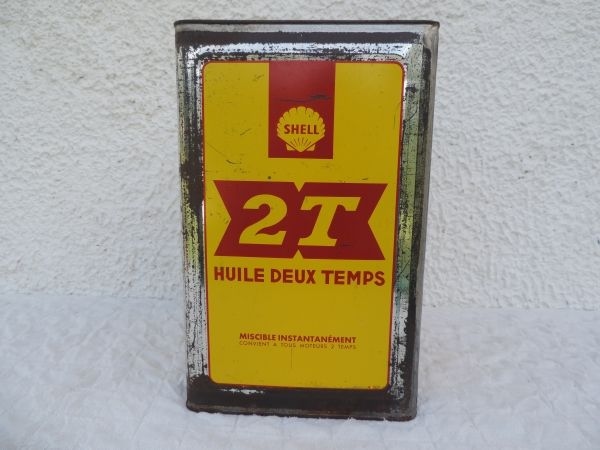 SHELL
2T
HUILE DEUX TEMPS
MISCIBLE INSTANTANÉMENT
CONVIENT A TOUS MOTEURS 2 TEMPS